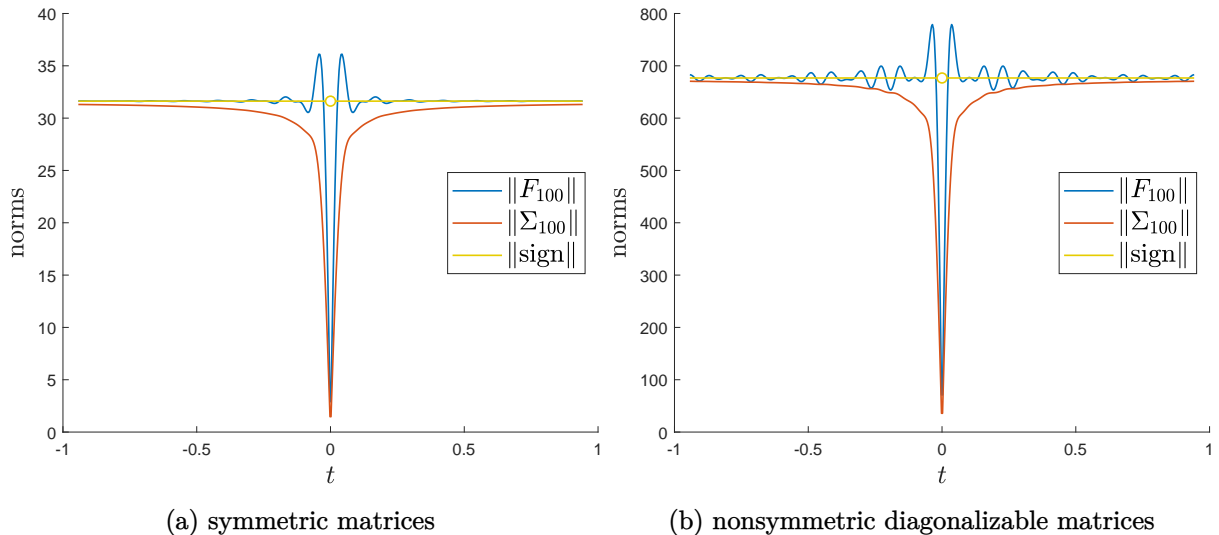 40
35
30
25
20
15
10
5
0
norms
-1 -0.5 0 0.5 1
t
||F₁₀₀||
||Σ₁₀₀||
||sign||
(a) symmetric matrices
800
700
600
500
400
300
200
100
0
norms
-1 -0.5 0 0.5 1
t
||F₁₀₀||
||Σ₁₀₀||
||sign||
(b) nonsymmetric diagonalizable matrices